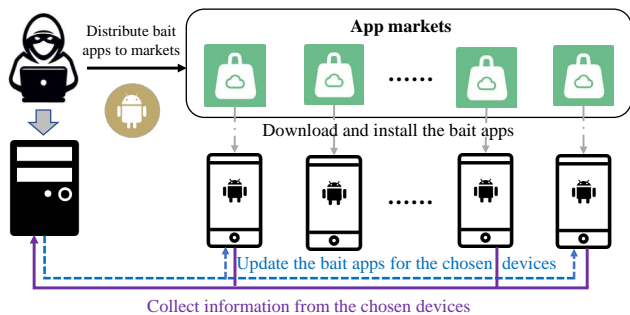 Distribute bait
apps to markets
App markets
......
Download and install the bait apps
......
Update the bait apps for the chosen devices
Collect information from the chosen devices